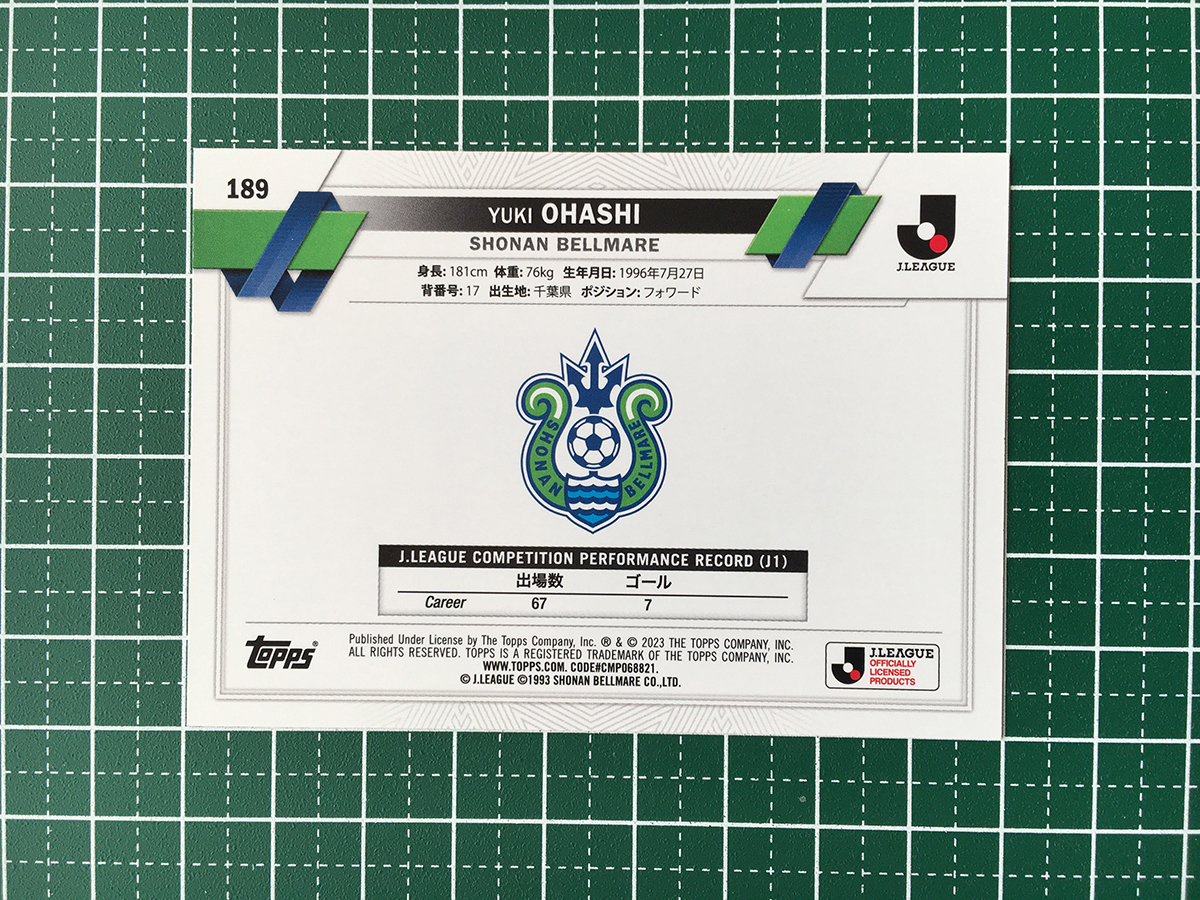 189
YUKI OHASHI
SHONAN BELLMARE
J.LEAGUE
身長: 181cm 体重: 76kg 生年月日: 1996年7月27日
背番号: 17 出生地: 千葉県 ポジション: フォワード
SHONAN BELLMARE
J.LEAGUE COMPETITION PERFORMANCE RECORD (J1)
出場数 ゴール
Career 67 7
Topps®
Published Under License by The Topps Company, Inc. ® & © 2023 THE TOPPS COMPANY, INC.
ALL RIGHTS RESERVED. TOPPS IS A REGISTERED TRADEMARK OF THE TOPPS COMPANY, INC.
WWW.TOPPS.COM. CODE#CMP068821.
© J.LEAGUE ©1993 SHONAN BELLMARE CO.,LTD.
J.LEAGUE
OFFICIALLY
LICENSED
PRODUCTS